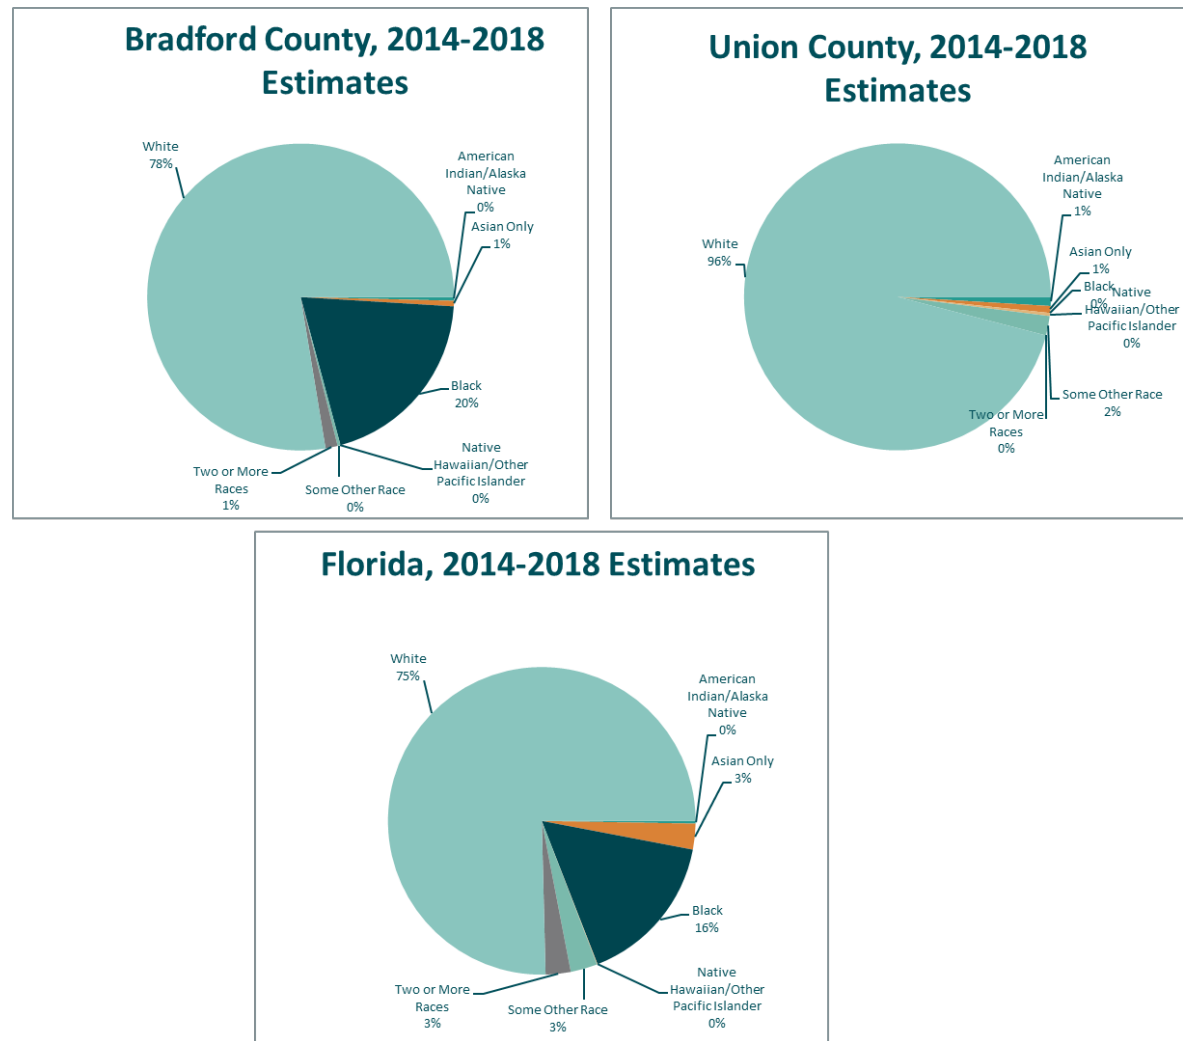 Bradford County, 2014-2018
Estimates
White
78%
American
Indian/Alaska
Native
0%
Asian Only
1%
Black
20%
Native
Hawaiian/Other
Pacific Islander
0%
Some Other Race
0%
Two or More
Races
1%
Union County, 2014-2018
Estimates
White
96%
American
Indian/Alaska
Native
1%
Asian Only
1%
Black
0%
Native
Hawaiian/Other
Pacific Islander
0%
Some Other Race
2%
Two or More
Races
0%
Florida, 2014-2018 Estimates
White
75%
American
Indian/Alaska
Native
0%
Asian Only
3%
Black
16%
Native
Hawaiian/Other
Pacific Islander
0%
Some Other Race
3%
Two or More
Races
3%